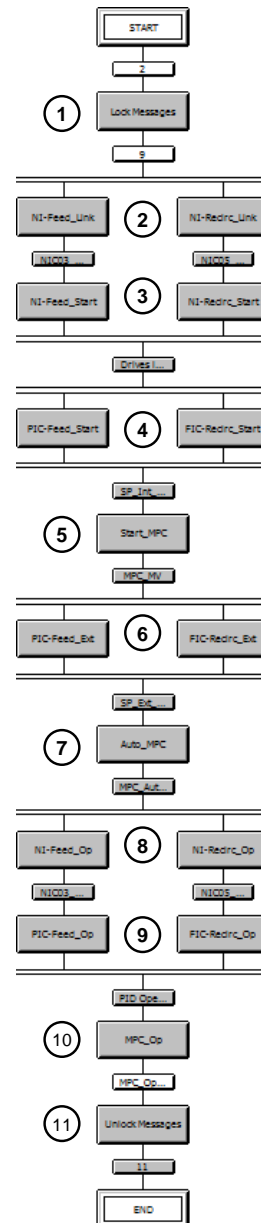 START
2
1
Lock Messages
9
NI-Feed_Link
2
NI-Redirc_Link
NIC03_...
NIC05_...
NI-Feed_Start
3
NI-Redirc_Start
Drives i...
PIC-Feed_Start
4
FIC-Redirc_Start
SP_Int_...
5
Start_MPC
MPC_MV
PIC-Feed_Ext
6
FIC-Redirc_Ext
SP_Ext_...
7
Auto_MPC
MPC_Aut...
NI-Feed_Op
8
NI-Redirc_Op
NIC03_...
NIC05_...
PIC-Feed_Op
9
FIC-Redirc_Op
PID Ope...
10
MPC_Op
MPC_Op...
11
Unlock Messages
11
END